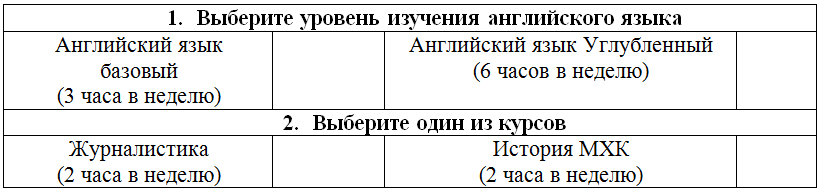 1. Выберите уровень изучения английского языка
Английский язык
базовый
(3 часа в неделю)
Английский язык Углубленный
(6 часов в неделю)
2. Выберите один из курсов
Журналистика
(2 часа в неделю)
История МХК
(2 часа в неделю)